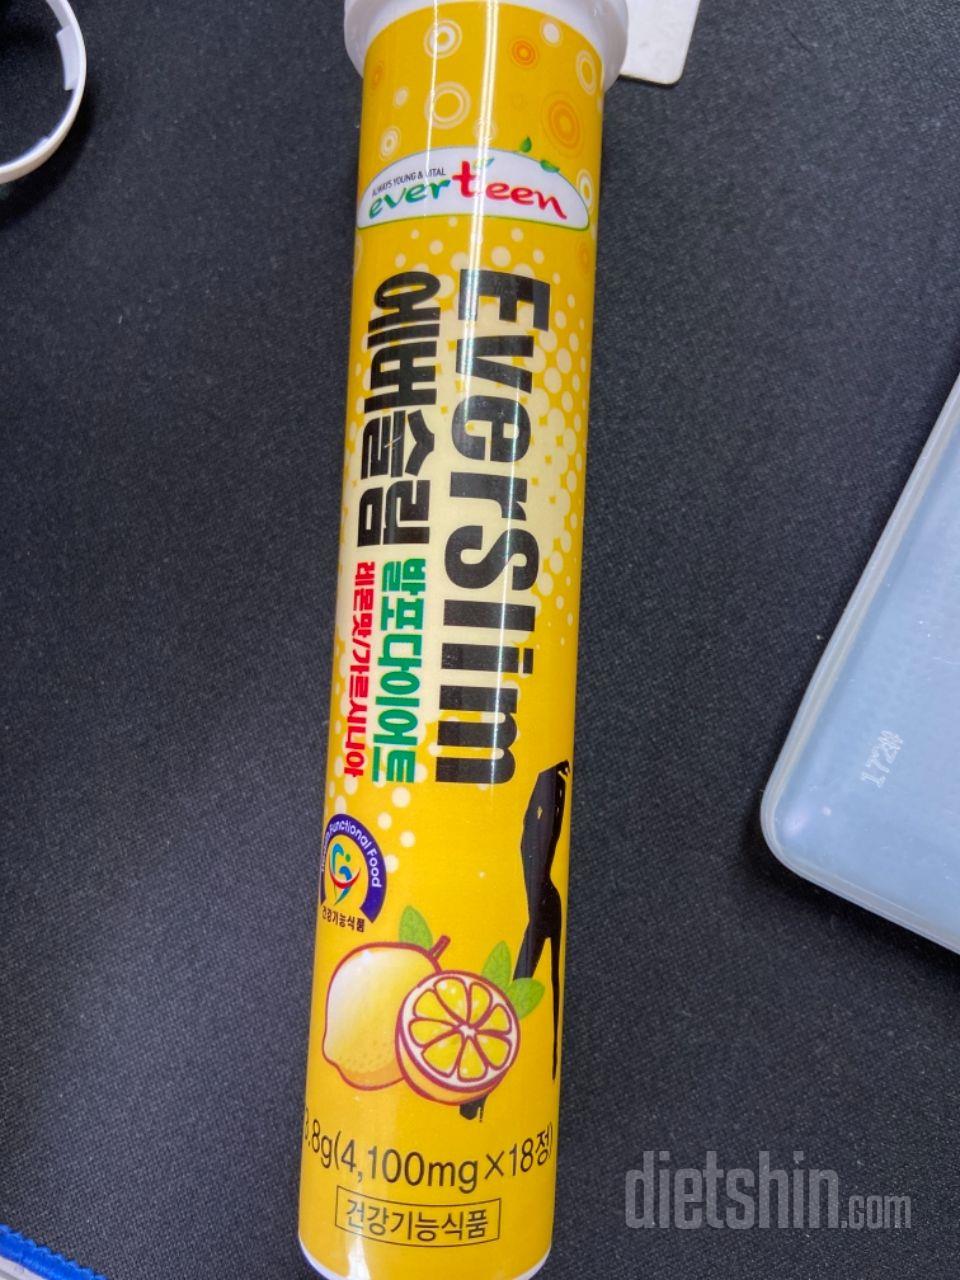 ALWAYS YOUNG & VITAL
everteen
EverSlim
에버슬림
발포다이어트
레몬맛/가르시니아
Functional Food
건강기능식품
3.8g(4,100mg×18정)
건강기능식품
dietshin.com